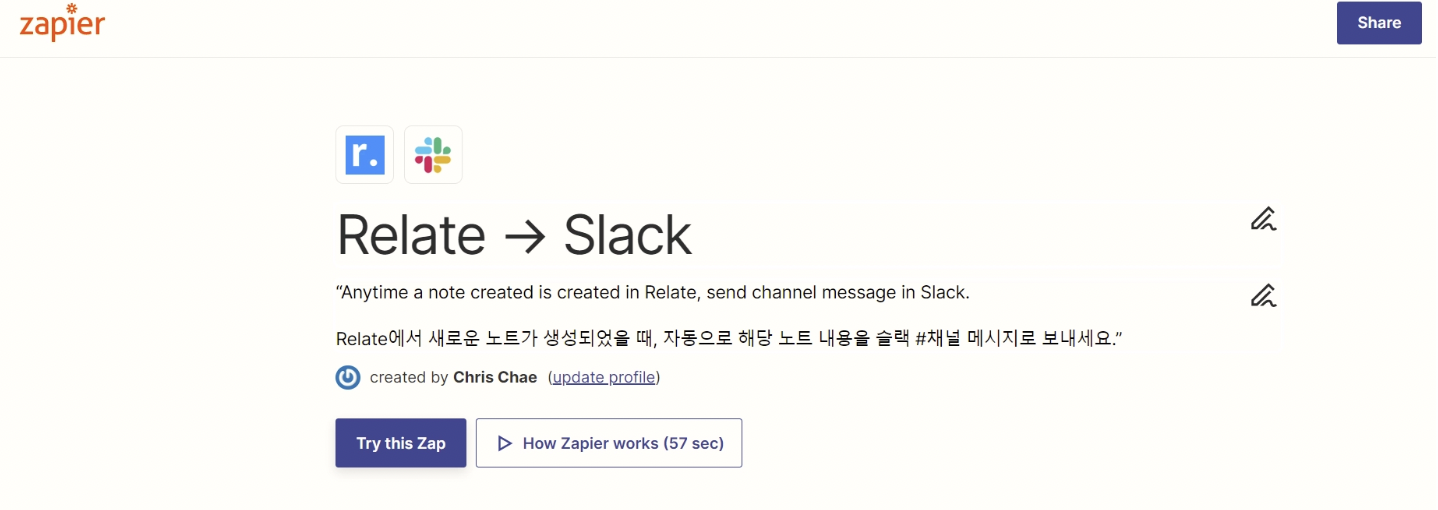 zapier
Share
r.
Relate → Slack
“Anytime a note created is created in Relate, send channel message in Slack.
Relate에서 새로운 노트가 생성되었을 때, 자동으로 해당 노트 내용을 슬랙 #채널 메시지로 보내세요.”
created by Chris Chae (update profile)
Try this Zap
How Zapier works (57 sec)